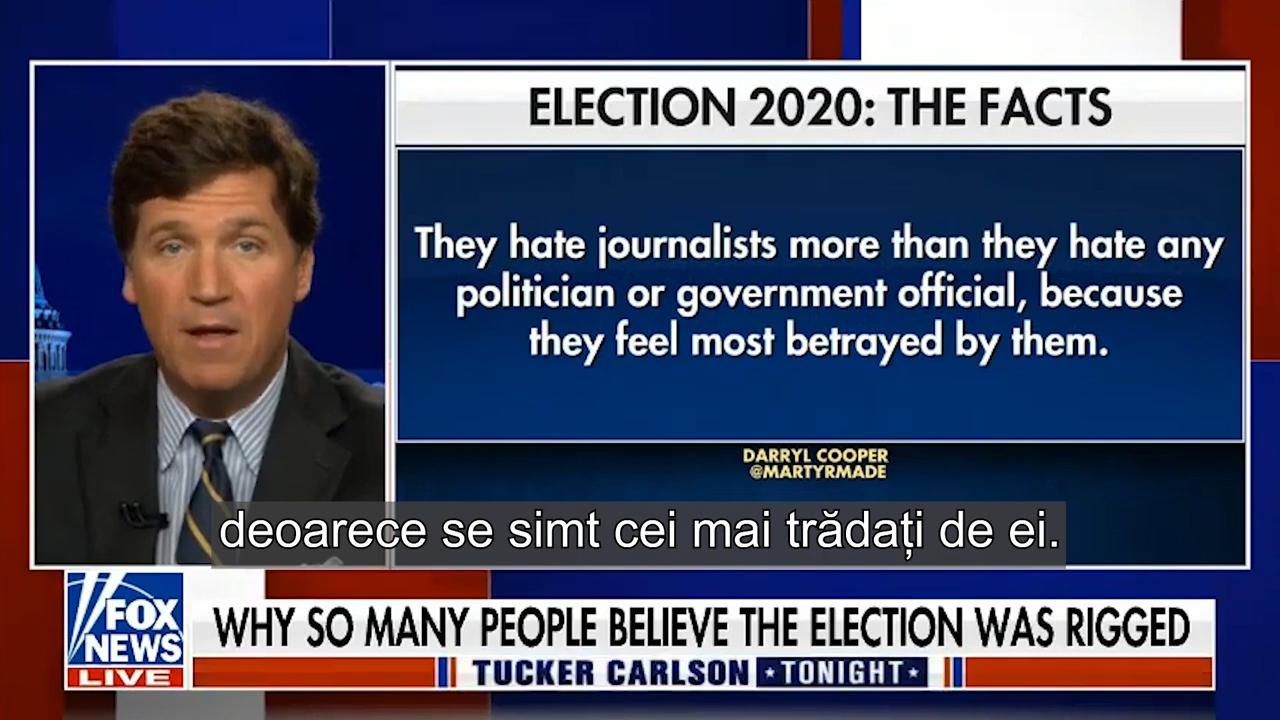 ELECTION 2020: THE FACTS
They hate journalists more than they hate any
politician or government official, because
they feel most betrayed by them.
DARRYL COOPER
@MARTYRMADE
deoarece se simt cei mai trădați de ei.
FOX
NEWS
LIVE
WHY SO MANY PEOPLE BELIEVE THE ELECTION WAS RIGGED
TUCKER CARLSON TONIGHT